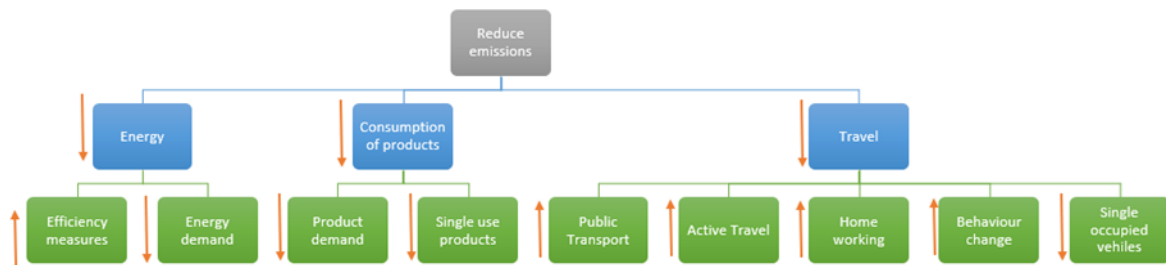 Reduce
emissions
Energy
Consumption
of products
Travel
Efficiency
measures
Energy
demand
Product
demand
Single use
products
Public
Transport
Active Travel
Home
working
Behaviour
change
Single
occupied
vehiles